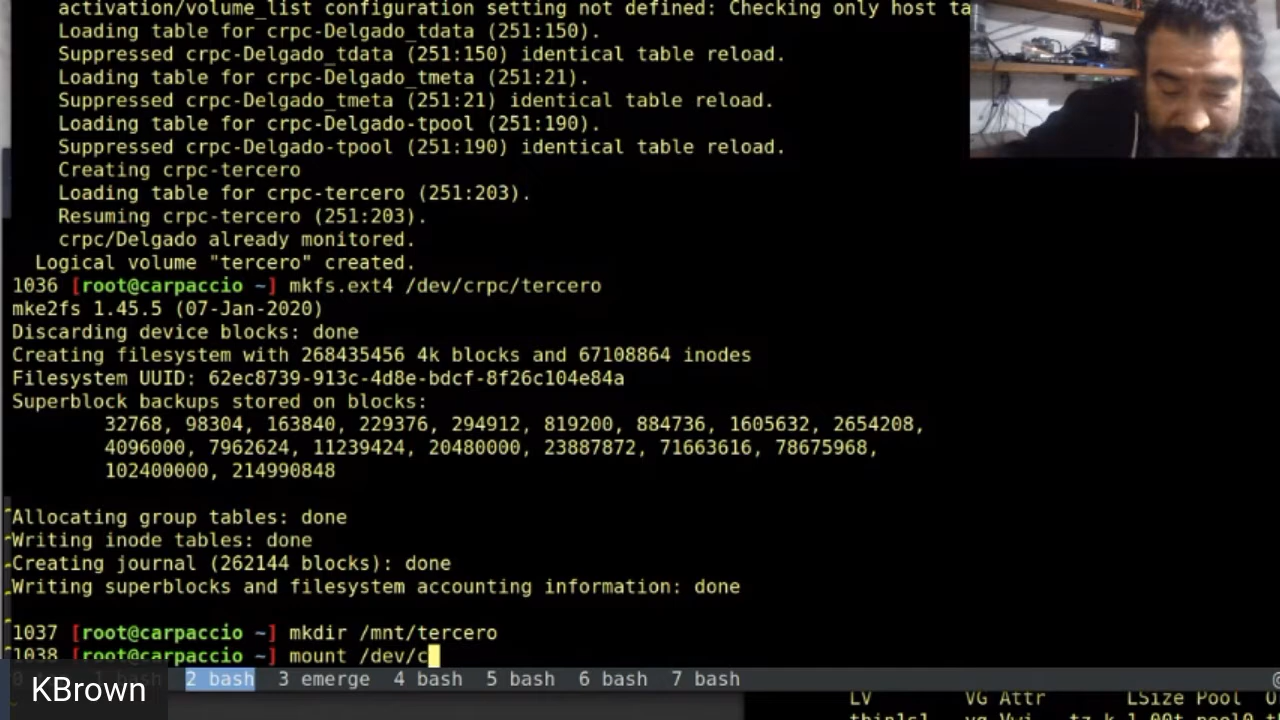 activation/volume_list configuration setting not defined: Checking only host ta
Loading table for crpc-Delgado_tdata (251:150).
Suppressed crpc-Delgado_tdata (251:150) identical table reload.
Loading table for crpc-Delgado_tmeta (251:21).
Suppressed crpc-Delgado_tmeta (251:21) identical table reload.
Loading table for crpc-Delgado-tpool (251:190).
Suppressed crpc-Delgado-tpool (251:190) identical table reload.
Creating crpc-tercero
Loading table for crpc-tercero (251:203).
Resuming crpc-tercero (251:203).
crpc/Delgado already monitored.
Logical volume "tercero" created.
1036 [root@carpaccio ~] mkfs.ext4 /dev/crpc/tercero
mke2fs 1.45.5 (07-Jan-2020)
Discarding device blocks: done
Creating filesystem with 268435456 4k blocks and 67108864 inodes
Filesystem UUID: 62ec8739-913c-4d8e-bdcf-8f26c104e84a
Superblock backups stored on blocks:
32768, 98304, 163840, 229376, 294912, 819200, 884736, 1605632, 2654208,
4096000, 7962624, 11239424, 20480000, 23887872, 71663616, 78675968,
102400000, 214990848
Allocating group tables: done
Writing inode tables: done
Creating journal (262144 blocks): done
Writing superblocks and filesystem accounting information: done
1037 [root@carpaccio ~] mkdir /mnt/tercero
1038 [root@carpaccio ~] mount /dev/c
1 bash 2 bash 3 emerge 4 bash 5 bash 6 bash 7 bash
KBrown
LV VG Attr LSize Pool